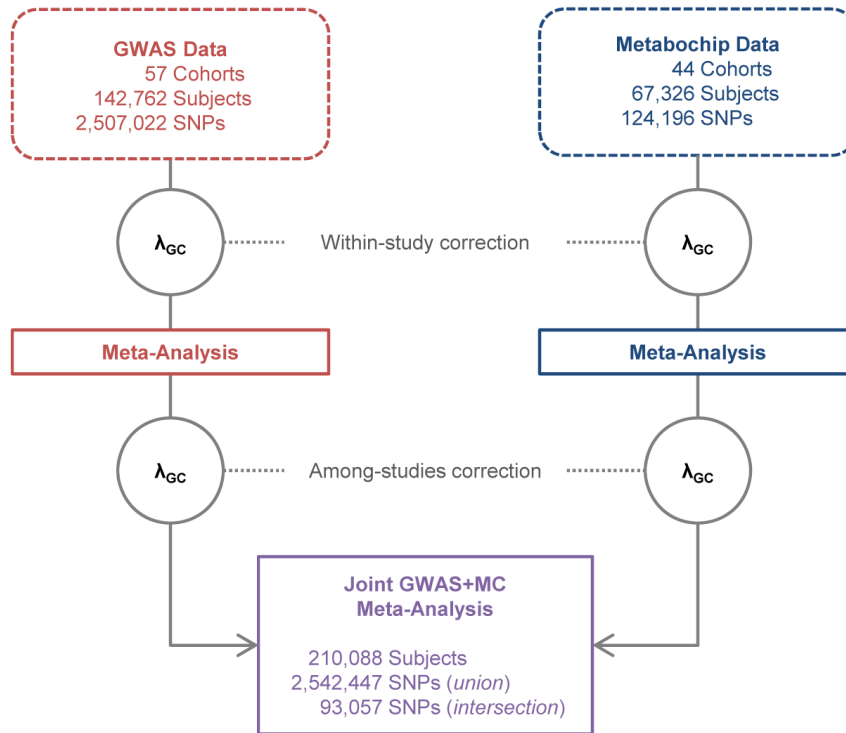 GWAS Data
57 Cohorts
142,762 Subjects
2,507,022 SNPs
Metabochip Data
44 Cohorts
67,326 Subjects
124,196 SNPs
λGC
Within-study correction
λGC
Meta-Analysis
Meta-Analysis
λGC
Among-studies correction
λGC
Joint GWAS+MC
Meta-Analysis
210,088 Subjects
2,542,447 SNPs (union)
93,057 SNPs (intersection)